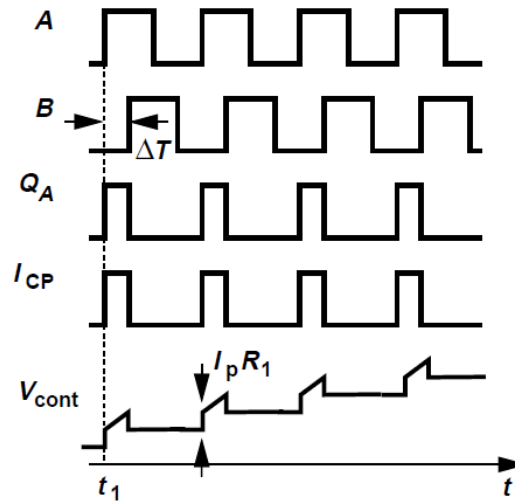 A
B
ΔT
Q_A
I_CP
I_p R_1
V_cont
t_1
t